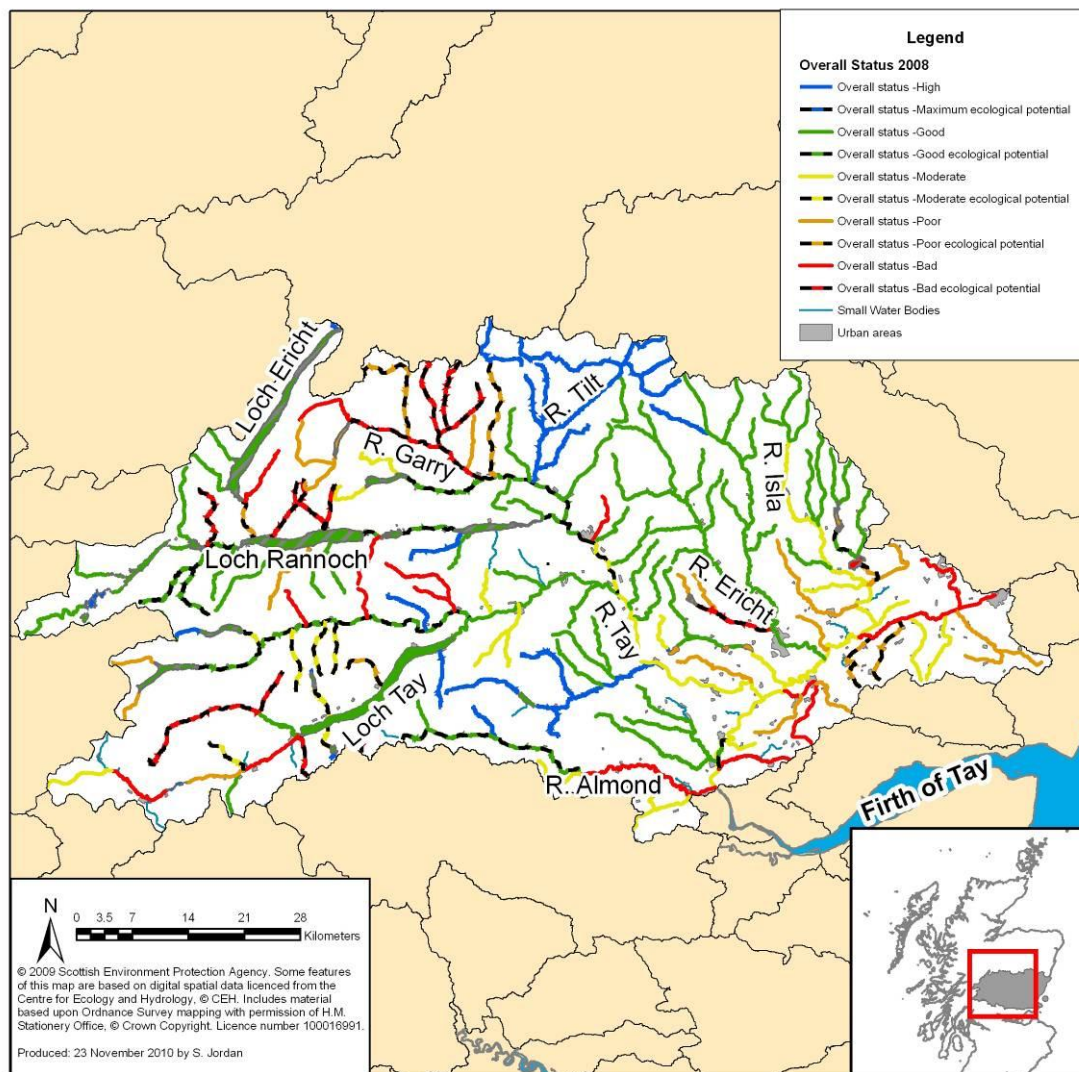 Legend
Overall Status 2008
Overall status -High
Overall status -Maximum ecological potential
Overall status -Good
Overall status -Good ecological potential
Overall status -Moderate
Overall status -Moderate ecological potential
Overall status -Poor
Overall status -Poor ecological potential
Overall status -Bad
Overall status -Bad ecological potential
Small Water Bodies
Urban areas
Loch-Ericht
R. Tilt
R. Garry
R. Isla
Loch Rannoch
R. Ericht
R. Tay
Loch Tay
R. Almond
Firth of Tay
N
0 3.5 7 14 21 28
Kilometers
© 2009 Scottish Environment Protection Agency. Some features
of this map are based on digital spatial data licenced from the
Centre for Ecology and Hydrology, © CEH. Includes material
based upon Ordnance Survey mapping with permission of H.M.
Stationery Office, © Crown Copyright. Licence number 100016991.
Produced: 23 November 2010 by S. Jordan